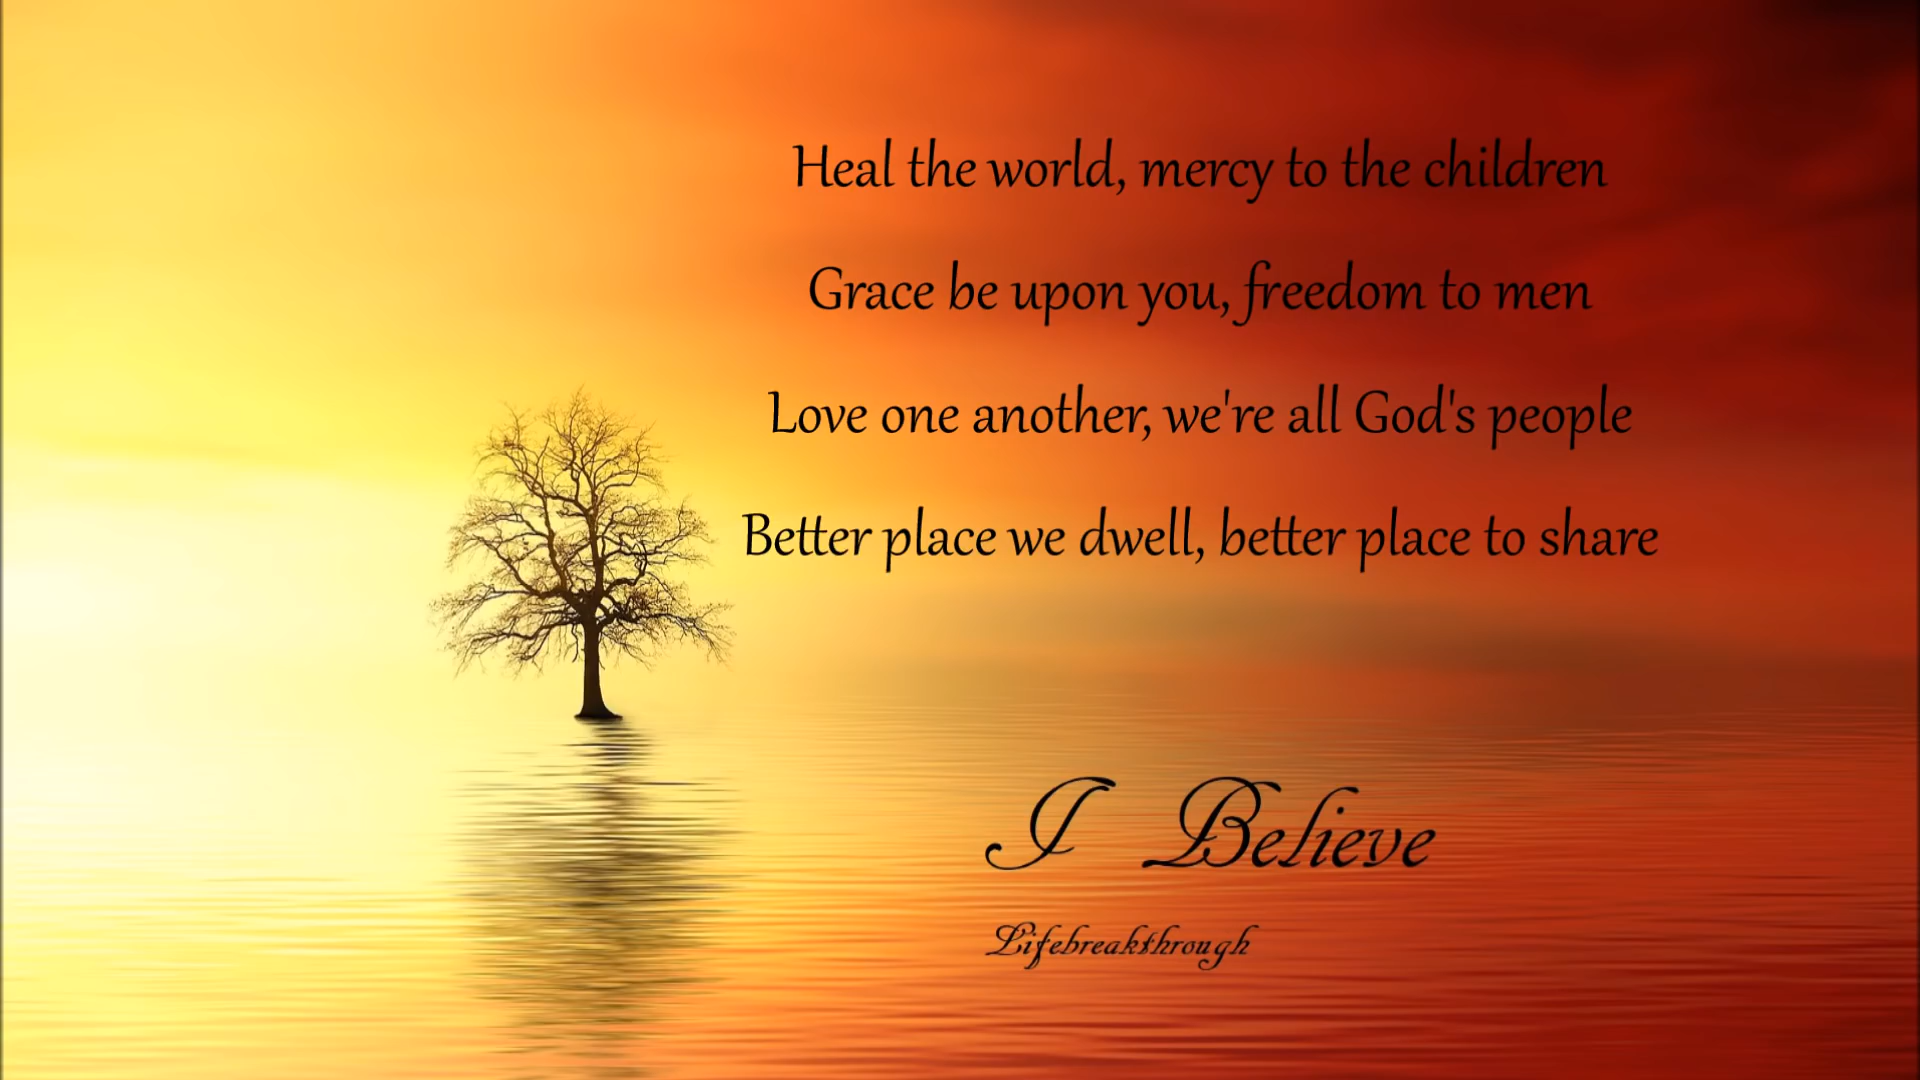 Heal the world, mercy to the children
Grace be upon you, freedom to men
Love one another, we're all God's people
Better place we dwell, better place to share
I Believe
Lifebreakthrough